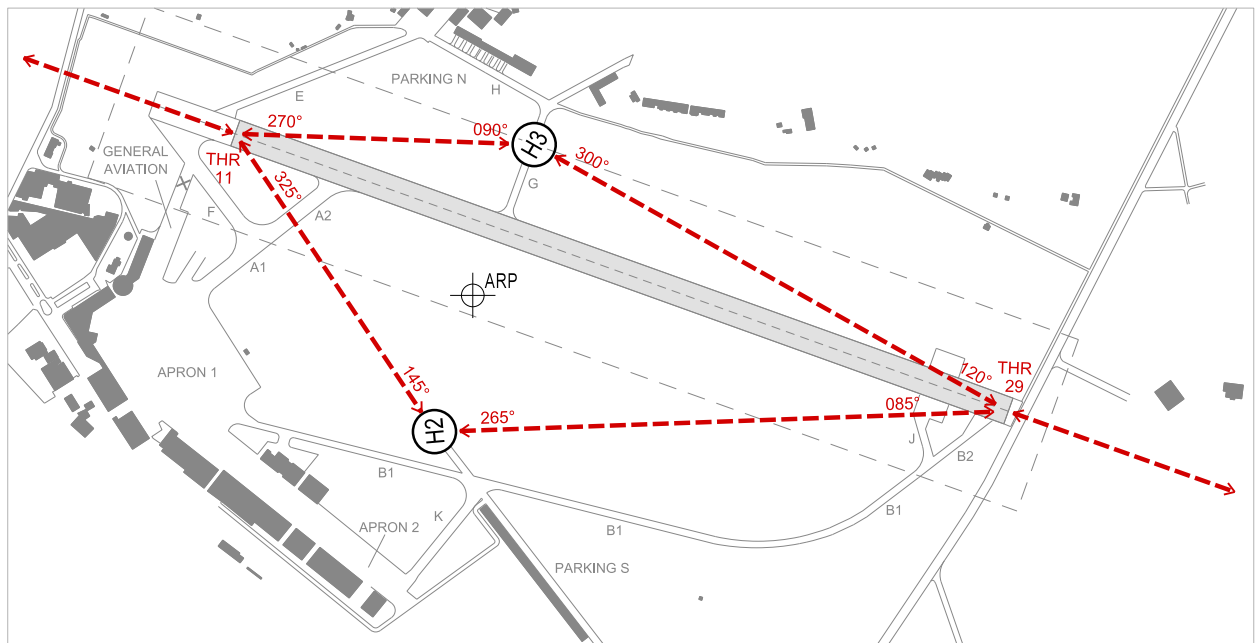 PARKING N
H
E
270°
090°
H3
300°
GENERAL
AVIATION
THR
11
325°
G
F
A2
A1
ARP
APRON 1
145°
H2
265°
085°
120°
THR
29
J
B2
B1
B1
B1
K
APRON 2
PARKING S